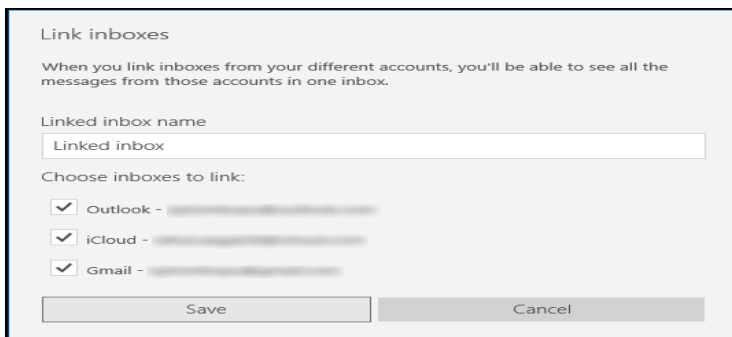 Link inboxes
When you link inboxes from your different accounts, you'll be able to see all the
messages from those accounts in one inbox.
Linked inbox name
Linked inbox
Choose inboxes to link:
Outlook -
iCloud -
Gmail -
Save Cancel